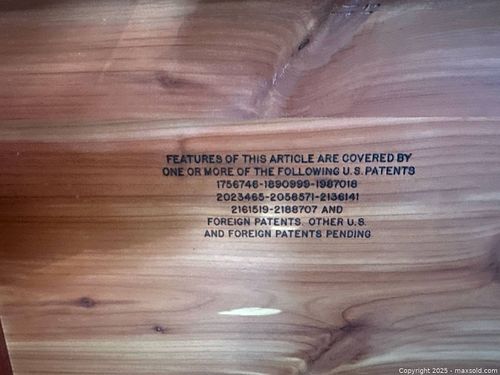 FEATURES OF THIS ARTICLE ARE COVERED BY
ONE OR MORE OF THE FOLLOWING U.S. PATENTS
1756746-1890999-1987018
2023465-2058571-2136141
2161519-2188707 AND
FOREIGN PATENTS. OTHER U.S.
AND FOREIGN PATENTS PENDING.
Copyright 2025 - maxsold.com